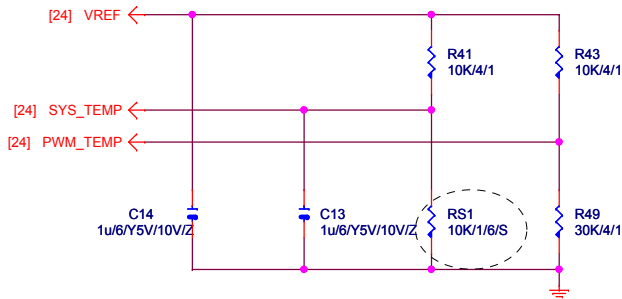 [24] VREF
R41
10K/4/1
R43
10K/4/1
[24] SYS_TEMP
[24] PWM_TEMP
C14
1u/6/Y5V/10V/Z
C13
1u/6/Y5V/10V/Z
RS1
10K/1/6/S
R49
30K/4/1